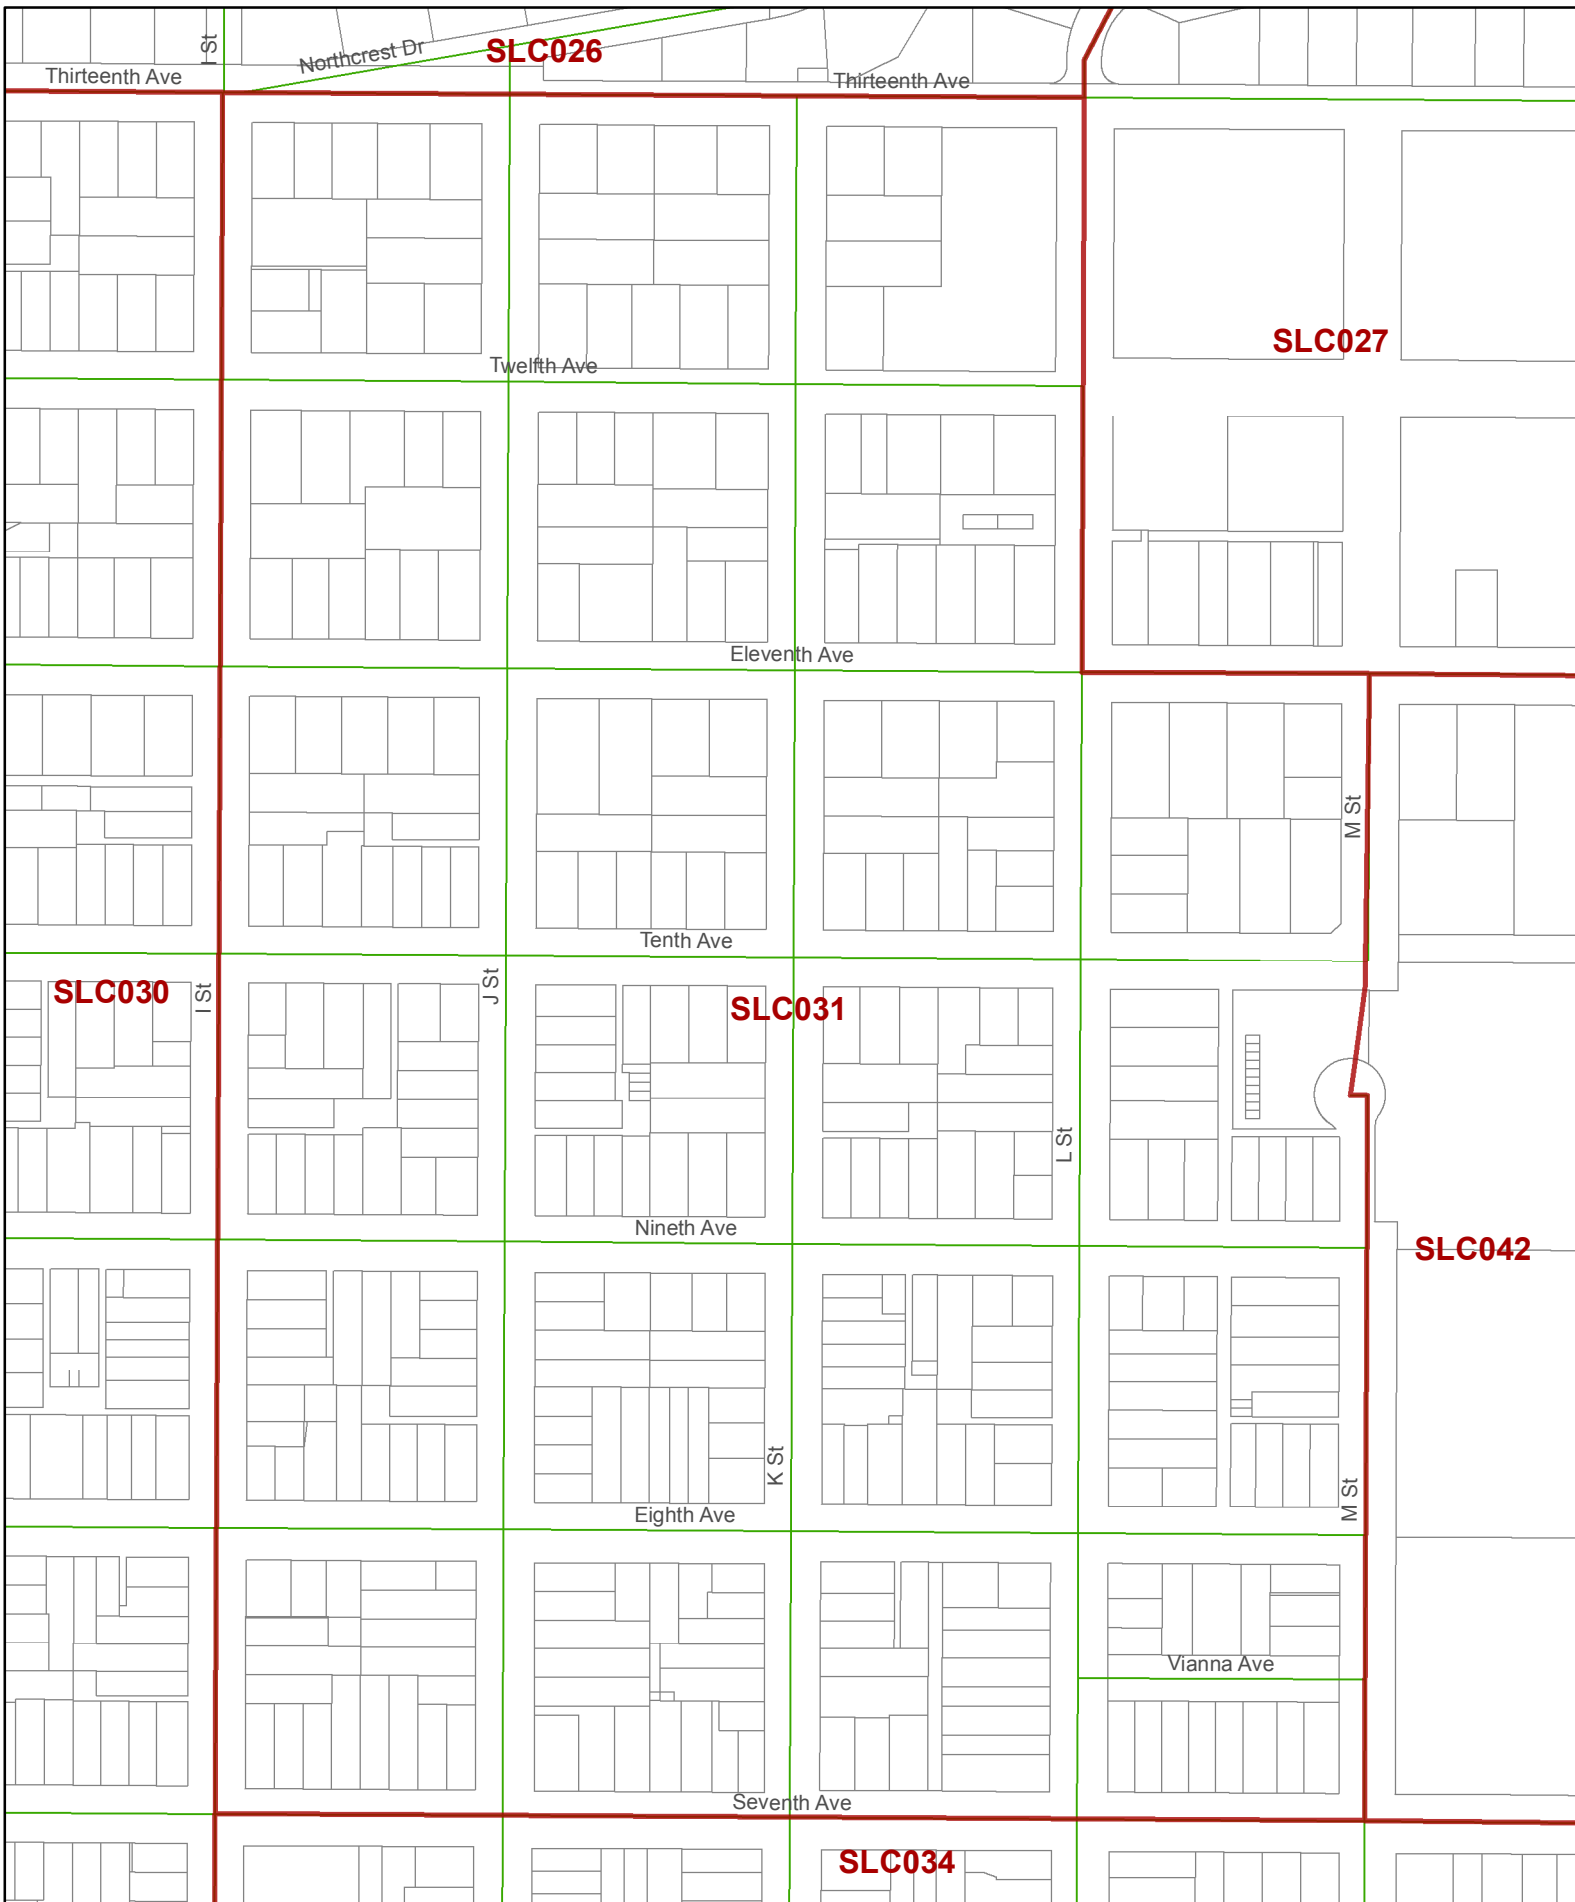 I St
Northcrest Dr
SLC026
Thirteenth Ave
Thirteenth Ave
SLC027
Twelfth Ave
Eleventh Ave
M St
Tenth Ave
J St
SLC030
I St
SLC031
L St
Nineth Ave
SLC042
K St
M St
Eighth Ave
Vianna Ave
Seventh Ave
SLC034